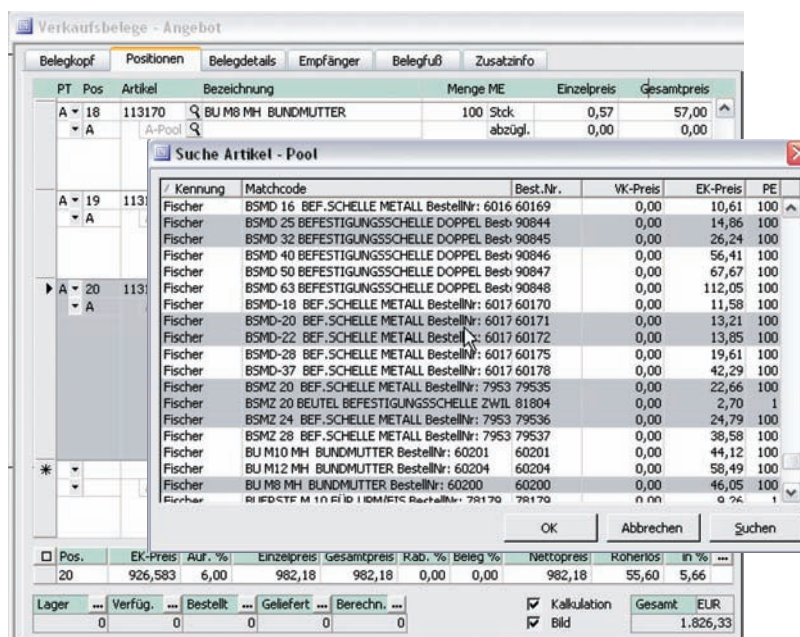 Verkaufsbelege - Angebot
Belegkopf Positionen Belegdetails Empfänger Belegfuß Zusatzinfo
PT Pos Artikel Bezeichnung Menge ME Einzelpreis Gesamtpreis
A 18 113170 BU M8 MH BUNDMUTTER 100 Stck 0,57 57,00
A A-Pool abzügl. 0,00 0,00
Suche Artikel - Pool
Kennung Matchcode Best.Nr. VK-Preis EK-Preis PE
A 19 113
A
A 20 113
A
Fischer BSMD 16 BEF.SCHELLE METALL BestellNr: 6016 60169 0,00 10,61 100
Fischer BSMD 25 BEFESTIGUNGSSCHELLE DOPPEL Best 90844 0,00 14,86 100
Fischer BSMD 32 BEFESTIGUNGSSCHELLE DOPPEL Best 90845 0,00 26,24 100
Fischer BSMD 40 BEFESTIGUNGSSCHELLE DOPPEL Best 90846 0,00 56,41 100
Fischer BSMD 50 BEFESTIGUNGSSCHELLE DOPPEL Best 90847 0,00 67,67 100
Fischer BSMD 63 BEFESTIGUNGSSCHELLE DOPPEL Best 90848 0,00 112,05 100
Fischer BSMD-18 BEF.SCHELLE METALL BestellNr: 6017 60170 0,00 11,58 100
Fischer BSMD-20 BEF.SCHELLE METALL BestellNr: 6017 60171 0,00 13,21 100
Fischer BSMD-22 BEF.SCHELLE METALL BestellNr: 6017 60172 0,00 13,85 100
Fischer BSMD-28 BEF.SCHELLE METALL BestellNr: 6017 60175 0,00 19,61 100
Fischer BSMD-37 BEF.SCHELLE METALL BestellNr: 6017 60178 0,00 42,29 100
Fischer BSMZ 20 BEF.SCHELLE METALL BestellNr: 7953 79535 0,00 22,66 100
Fischer BSMZ 20 BEUTEL BEFESTIGUNGSSCHELLE ZWIL 81804 0,00 2,70 1
Fischer BSMZ 24 BEF.SCHELLE METALL BestellNr: 7953 79536 0,00 24,79 100
Fischer BSMZ 28 BEF.SCHELLE METALL BestellNr: 7953 79537 0,00 38,58 100
Fischer BU M10 MH BUNDMUTTER BestellNr: 60201 60201 0,00 44,12 100
Fischer BU M12 MH BUNDMUTTER BestellNr: 60204 60204 0,00 58,49 100
Fischer BU M8 MH BUNDMUTTER BestellNr: 60200 60200 0,00 46,05 100
Fischer BUERSTE M 10 FÜR UPM/EIS BestellNr: 78179 78179 0,00 9,26 1
OK Abbrechen Suchen
Pos. EK-Preis Auf. % Einzelpreis Gesamtpreis Rab. % Beleg % Nettopreis Roherlös in % ...
20 926,583 6,00 982,18 982,18 0,00 0,00 982,18 55,60 5,66
Lager ... Verfüg. ... Bestellt ... Geliefert ... Berechn. ... Kalkulation Gesamt EUR
0 0 0 0 0 Bild 1.826,33